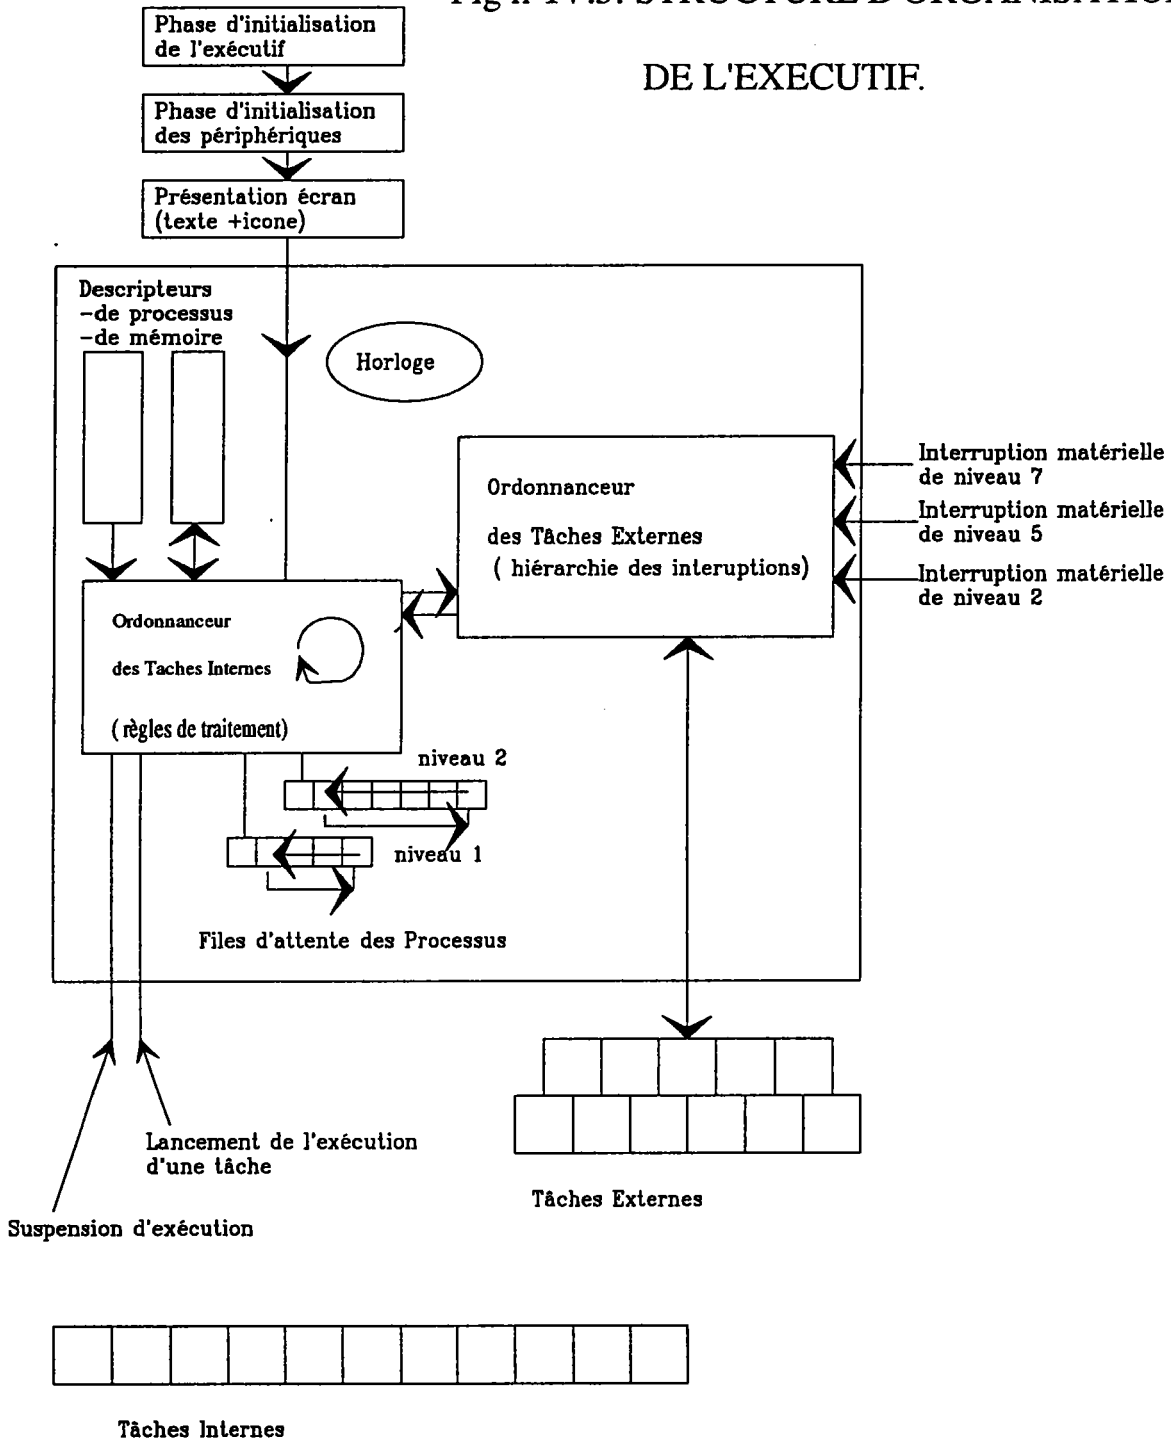 DE L'EXECUTIF.
Phase d'initialisation
de l'exécutif
Phase d'initialisation
des périphériques
Présentation écran
(texte +icone)
Descripteurs
-de processus
-de mémoire
Horloge
Ordonnanceur
des Tâches Externes
( hiérarchie des interuptions)
Interruption matérielle
de niveau 7
Interruption matérielle
de niveau 5
Interruption matérielle
de niveau 2
Ordonnanceur
des Taches Internes
( règles de traitement)
niveau 2
niveau 1
Files d'attente des Processus
Lancement de l'exécution
d'une tâche
Suspension d'exécution
Tâches Externes
Tâches Internes